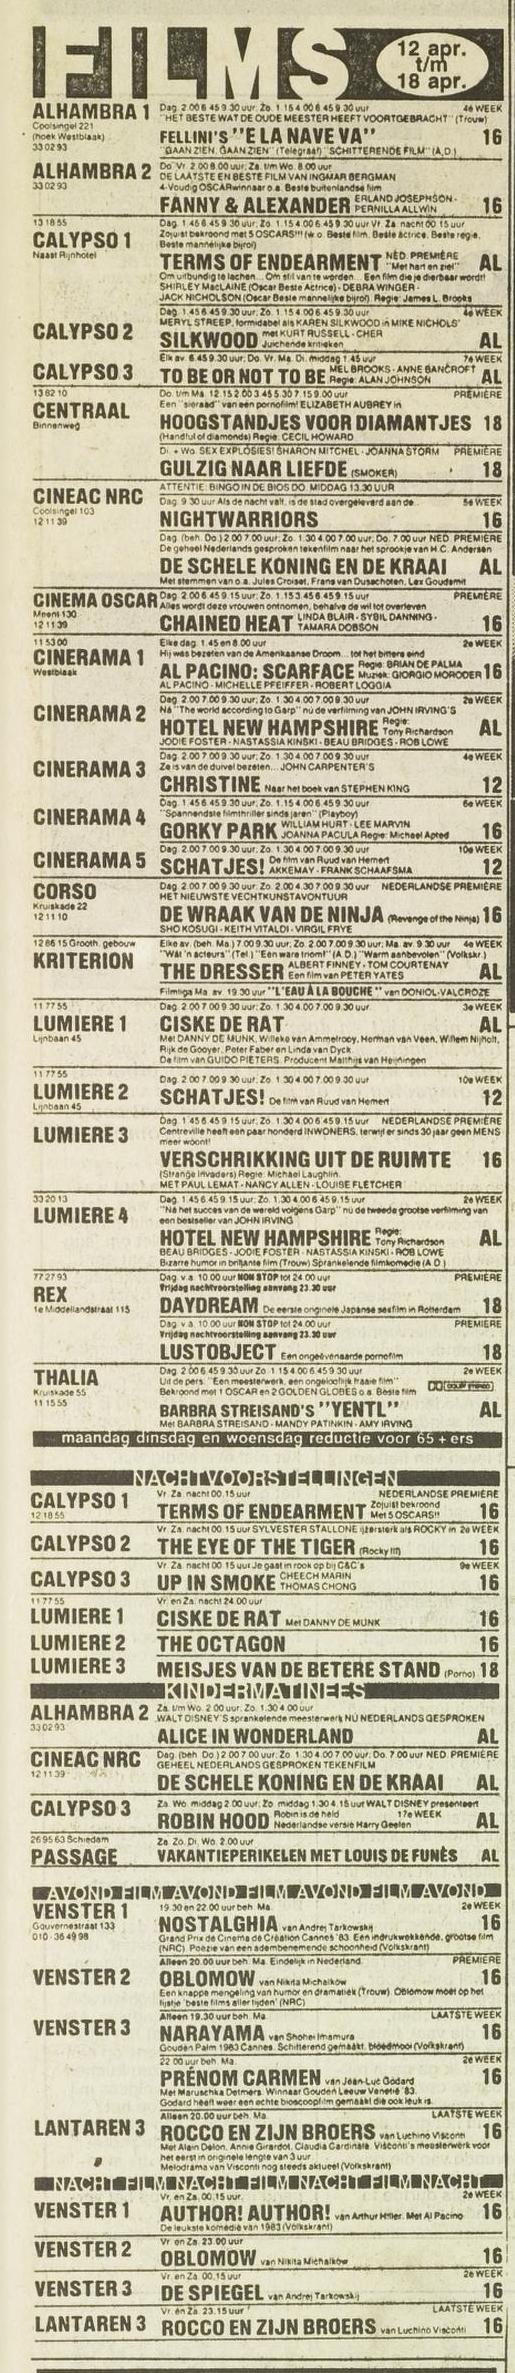 FILMS
12 apr.
t/m
18 apr.
ALHAMBRA 1 Dag. 2.00 6.45 9.30 uur; Zo. 1.15 4.00 6.45 9.30 uur 4e WEEK
Coolsingel 221 "HET BESTE WAT DE OUDE MEESTER HEEFT VOORTGEBRACHT" (Trouw)
(hoek Westblaak) FELLINI'S "E LA NAVE VA" 16
33 02 93 "GAAN ZIEN, GAAN ZIEN" (Telegraaf) "SCHITTERENDE FILM" (A.D.)
ALHAMBRA 2 Do. Vr. 2.00 8.00 uur; Za. t/m Wo. 8.00 uur
33 02 93 DE LAATSTE EN BESTE FILM VAN INGMAR BERGMAN
4-Voudig OSCARwinnaar o.a. Beste buitenlandse film
FANNY & ALEXANDER ERLAND JOSEPHSON - PERNILLA ALLWIN 16
13 18 55 Dag. 1.45 6.45 9.30 uur; Zo. 1.15 4.00 6.45 9.30 uur Vr. Za. nacht 00.15 uur
CALYPSO 1 Zojuist bekroond met 5 OSCARS!!! (w.o. Beste film, Beste actrice, Beste regie,
Naast Rijnhotel Beste mannelijke bijrol) NED. PREMIÈRE
TERMS OF ENDEARMENT "Met hart en ziel" AL
Om uitbundig te lachen... Om stil van te worden... Een film die je dierbaar wordt!
SHIRLEY MacLAINE (Oscar Beste Actrice) - DEBRA WINGER -
JACK NICHOLSON (Oscar Beste mannelijke bijrol). Regie: James L. Brooks
Dag. 1.45 6.45 9.30 uur; Zo. 1.15 4.00 6.45 9.30 uur 4e WEEK
CALYPSO 2 MERYL STREEP, formidabel als KAREN SILKWOOD in MIKE NICHOLS'
SILKWOOD met KURT RUSSELL - CHER Juichende kritieken AL
Elk av. 6.45 9.30 uur; Do. Vr. Ma. Di. middag 1.45 uur 7e WEEK
CALYPSO 3 TO BE OR NOT TO BE MEL BROOKS - ANNE BANCROFT Regie: ALAN JOHNSON AL
13 82 10 Do. t/m Ma. 12.15 2.00 3.45 5.30 7.15 9.00 uur PREMIÈRE
CENTRAAL Een "sieraad" van een pornofilm! ELIZABETH AUBREY in
Binnenweg HOOGSTANDJES VOOR DIAMANTJES 18
(Handful of diamonds) Regie: CECIL HOWARD
Di. + Wo. SEX EXPLOSIES! SHARON MITCHEL - JOANNA STORM PREMIÈRE
GULZIG NAAR LIEFDE (SMOKER) 18
ATTENTIE: BINGO IN DE BIOS DO. MIDDAG 13.30 UUR
CINEAC NRC Dag. 9.30 uur Als de nacht valt, is de stad overgeleverd aan de.. 5e WEEK
Coolsingel 103 NIGHTWARRIORS 16
12 11 39
Dag. (beh. Do.) 2.00 7.00 uur; Zo. 1.30 4.00 7.00 uur; Do. 7.00 uur NED. PREMIÈRE
De geheel Nederlands gesproken tekenfilm naar het sprookje van H.C. Andersen
DE SCHELE KONING EN DE KRAAI AL
Met stemmen van o.a. Jules Croiset, Frans van Dusschoten, Lex Goudsmit
CINEMA OSCAR Dag. 1.45 6.45 9.15 uur; Zo. 1.15 3.45 6.45 9.15 uur PREMIÈRE
Meent 130 Alles wordt deze vrouwen ontnomen, behalve de wil tot overleven
12 11 39 CHAINED HEAT LINDA BLAIR - SYBIL DANNING - TAMARA DOBSON 16
11 53 00 Elke dag. 1.45 en 8.00 uur 2e WEEK
CINERAMA 1 Hij was bezeten van de Amerikaanse Droom... tot het bittere eind
Westblaak AL PACINO: SCARFACE Regie: BRIAN DE PALMA Muziek: GIORGIO MORODER 16
AL PACINO - MICHELLE PFEIFFER - ROBERT LOGGIA
Dag. 2.00 7.00 9.30 uur; Zo. 1.30 4.00 7.00 9.30 uur 2e WEEK
CINERAMA 2 Ná "The world according to Garp" nú de verfilming van JOHN IRVING'S
HOTEL NEW HAMPSHIRE Regie: Tony Richardson AL
JODIE FOSTER - NASTASSIA KINSKI - BEAU BRIDGES - ROB LOWE
Dag. 2.00 7.00 9.30 uur; Zo. 1.30 4.00 7.00 9.30 uur 4e WEEK
CINERAMA 3 Ze is van de duivel bezeten... JOHN CARPENTER'S
CHRISTINE Naar het boek van STEPHEN KING 12
Dag. 1.45 6.45 9.30 uur; Zo. 1.15 4.00 6.45 9.30 uur 6e WEEK
CINERAMA 4 "Spannendste filmthriller sinds jaren" (Playboy)
GORKY PARK WILLIAM HURT - LEE MARVIN JOANNA PACULA Regie: Michael Apted 16
Dag. 2.00 7.00 9.30 uur; Zo. 1.30 4.00 7.00 9.30 uur 10e WEEK
CINERAMA 5 SCHATJES! De film van Ruud van Hemert AKKEMAY - FRANK SCHAAFSMA 12
CORSO Dag. 2.00 7.00 9.30 uur; Zo. 2.00 4.30 7.00 9.30 uur NEDERLANDSE PREMIÈRE
Kruiskade 22 HET NIEUWSTE VECHTKUNSTAVONTUUR
12 11 10 DE WRAAK VAN DE NINJA (Revenge of the Ninja) 16
SHO KOSUGI - KEITH VITALDI - VIRGIL FRYE
12 86 15 Grooth. gebouw Elke av. (beh. Ma.) 7.00 9.30 uur; Zo. 2.00 7.00 9.30 uur; Ma. av. 9.30 uur 4e WEEK
KRITERION "Wát 'n acteurs" (Tel.) "Een ware triomf" (A.D.) "Warm aanbevolen" (Volkskr.)
THE DRESSER ALBERT FINNEY - TOM COURTENAY Een film van PETER YATES AL
Filmliga Ma. av. 19.30 uur "L'EAU À LA BOUCHE" van DONIOL-VALCROZE
11 77 55 Dag. 2.00 7.00 9.30 uur; Zo. 1.30 4.00 7.00 9.30 uur 3e WEEK
LUMIERE 1 CISKE DE RAT AL
Lijnbaan 45 Met DANNY DE MUNK, Willeke van Ammelrooy, Herman van Veen, Willem Nijholt,
Rijk de Gooyer, Peter Faber en Linda van Dyck
De film van GUIDO PIETERS. Producent Matthijs van Heijningen
11 77 55 Dag. 2.00 7.00 9.30 uur; Zo. 1.30 4.00 7.00 9.30 uur 10e WEEK
LUMIERE 2 SCHATJES! De film van Ruud van Hemert 12
Lijnbaan 45
Dag. 1.45 6.45 9.15 uur; Zo. 1.30 4.00 6.45 9.15 uur NEDERLANDSE PREMIÈRE
LUMIERE 3 Centreville heeft een paar honderd INWONERS, terwijl er sinds 30 jaar geen MENS
meer woont!
VERSCHRIKKING UIT DE RUIMTE 16
(Strange Invaders) Regie: Michael Laughlin.
MET PAUL LEMAT - NANCY ALLEN - LOUISE FLETCHER
33 20 13 Dag. 1.45 6.45 9.15 uur; Zo. 1.30 4.00 6.45 9.15 uur 2e WEEK
LUMIERE 4 "Ná het succes van de wereld volgens Garp" nú de tweede grootse verfilming van
een bestseller van JOHN IRVING
HOTEL NEW HAMPSHIRE Regie: Tony Richardson AL
BEAU BRIDGES - JODIE FOSTER - NASTASSIA KINSKI - ROB LOWE
Bizarre humor in briljante film (Trouw) Sprankelende filmkomedie (A.D.)
77 27 93 Dag. v.a. 10.00 uur NON STOP tot 24.00 uur PREMIÈRE
REX Vrijdag nachtvoorstelling aanvang 23.30 uur
1e Middellandstraat 115 DAYDREAM De eerste originele Japanse sexfilm in Rotterdam 18
Dag. v.a. 10.00 uur NON STOP tot 24.00 uur PREMIÈRE
Vrijdag nachtvoorstelling aanvang 23.30 uur
LUSTOBJECT Een ongeëvenaarde pornofilm 18
THALIA Dag. 2.00 6.45 9.30 uur Zo. 1.15 4.00 6.45 9.30 uur 2e WEEK
Kruiskade 55 Uit de pers: "Een meesterwerk, een ongelooflijk fraaie film"
11 15 55 Bekroond met 1 OSCAR en 2 GOLDEN GLOBES o.a. Beste film DOLBY STEREO
BARBRA STREISAND'S "YENTL" AL
Met BARBRA STREISAND - MANDY PATINKIN - AMY IRVING
maandag dinsdag en woensdag reductie voor 65 + ers
NACHTVOORSTELLINGEN
CALYPSO 1 Vr. Za. nacht 00.15 uur NEDERLANDSE PREMIÈRE
12 18 55 TERMS OF ENDEARMENT Zojuist bekroond Met 5 OSCARS!! 16
Vr. Za. nacht 00.15 uur SYLVESTER STALLONE ijzersterk als ROCKY in 2e WEEK
CALYPSO 2 THE EYE OF THE TIGER (Rocky III) 16
Vr. Za. nacht 00.15 uur Je gaat in rook op bij C&C's 9e WEEK
CALYPSO 3 UP IN SMOKE CHEECH MARIN THOMAS CHONG 16
11 77 55 Vr. en Za. nacht 24.00 uur
LUMIERE 1 CISKE DE RAT Met DANNY DE MUNK 16
LUMIERE 2 THE OCTAGON 16
LUMIERE 3 MEISJES VAN DE BETERE STAND (Porno) 18
KINDERMATINEES
ALHAMBRA 2 Za. t/m Wo. 2.00 uur; Zo. 1.30 4.00 uur
33 02 93 WALT DISNEY'S sprankelende meesterwerk NU NEDERLANDS GESPROKEN
ALICE IN WONDERLAND AL
CINEAC NRC Dag. (beh. Do.) 2.00 7.00 uur; Zo. 1.30 4.00 7.00 uur; Do. 7.00 uur NED. PREMIÈRE
12 11 39 GEHEEL NEDERLANDS GESPROKEN TEKENFILM
DE SCHELE KONING EN DE KRAAI AL
CALYPSO 3 Za. Wo. middag 2.00 uur; Zo. middag 1.30 4.15 uur WALT DISNEY presenteert
ROBIN HOOD Robin is de held 17e WEEK Nederlandse versie Harry Geelen AL
26 95 63 Schiedam Za. Zo. Di. Wo. 2.00 uur
PASSAGE VAKANTIEPERIKELEN MET LOUIS DE FUNÈS AL
AVOND FILM AVOND FILM AVOND FILM AVOND
VENSTER 1 19.30 en 22.00 uur beh. Ma. 2e WEEK
Gouvernestraat 133 NOSTALGHIA van Andrej Tarkowskij 16
010 - 36 49 98 Grand Prix de Cinema de Création Cannes '83. Een indrukwekkende, grootse film
(NRC). Poëzie van een adembenemende schoonheid (Volkskrant)
Alleen 20.00 uur beh. Ma. Eindelijk in Nederland. PREMIÈRE
VENSTER 2 OBLOMOW van Nikita Michalkow 16
Een knappe mengeling van humor en dramatiek (Trouw). Oblomow moet op het
lijstje 'beste films aller tijden' (NRC)
Alleen 19.30 uur beh. Ma. LAATSTE WEEK
VENSTER 3 NARAYAMA van Shohei Imamura 16
Gouden Palm 1983 Cannes. Schitterend gemaakt, bloedmooi (Volkskrant)
22.00 uur beh. Ma. 2e WEEK
PRÉNOM CARMEN van Jean-Luc Godard 16
Met Maruschka Detmers. Winnaar Gouden Leeuw Venetië '83.
Godard heeft weer een echte bioscoopfilm gemaakt die ook leuk is.
Alleen 20.00 uur beh. Ma. LAATSTE WEEK
LANTAREN 3 ROCCO EN ZIJN BROERS van Luchino Visconti 16
Met Alain Delon, Annie Girardot, Claudia Cardinale. Visconti's meesterwerk voor
het eerst in originele lengte van 3 uur
Melodrama van Visconti nog steeds aktueel (Volkskrant)
NACHT FILM NACHT FILM NACHT FILM NACHT
Vr. en Za. 00.15 uur. 2e WEEK
VENSTER 1 AUTHOR! AUTHOR! van Arthur Hiller. Met Al Pacino 16
De leukste komedie van 1983 (Volkskrant)
Vr. en Za. 23.00 uur
VENSTER 2 OBLOMOW van Nikita Michalkow 16
Vr. en Za. 00.15 uur 2e WEEK
VENSTER 3 DE SPIEGEL van Andrej Tarkowskij 16
Vr. en Za. 23.15 uur LAATSTE WEEK
LANTAREN 3 ROCCO EN ZIJN BROERS van Luchino Visconti 16